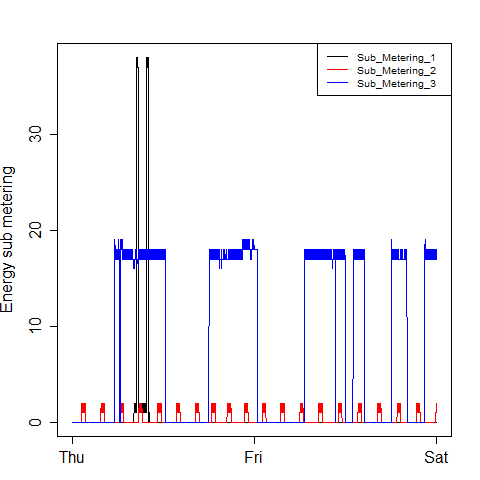 Sub_Metering_1
Sub_Metering_2
Sub_Metering_3
Energy sub metering
30
20
10
0
Thu Fri Sat